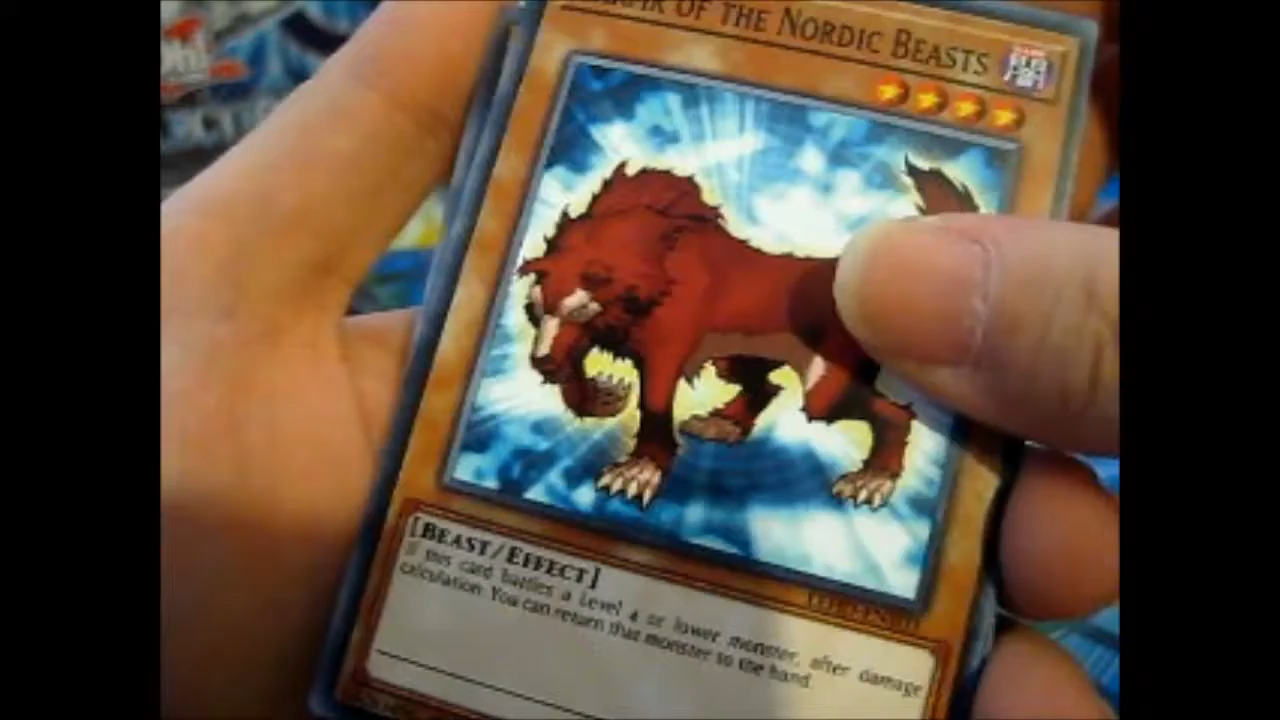 OF THE NORDIC BEASTS
[BEAST/EFFECT]
If this card battles a Level 4 or lower monster, after damage
calculation: You can return that monster to the hand.